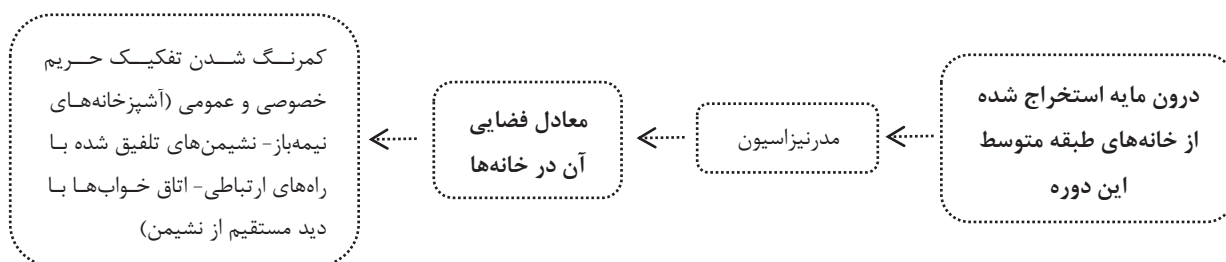 درون مایه استخراج شده
از خانه‌های طبقه متوسط
این دوره
مدرنیزاسیون
معادل فضایی
آن در خانه‌ها
کمرنگ شدن تفکیک حریم
خصوصی و عمومی (آشپزخانه‌های
نیمه‌باز- نشیمن‌های تلفیق شده با
راه‌های ارتباطی- اتاق خواب‌ها با
دید مستقیم از نشیمن)